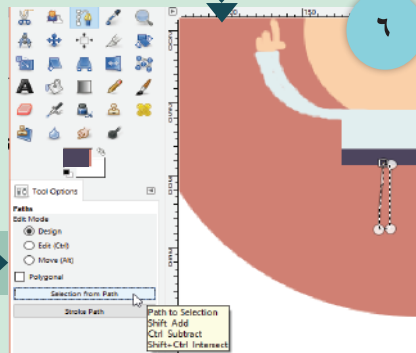 ٦
150
Tool Options
Paths
Edit Mode
Design
Edit (Ctrl)
Move (Alt)
Polygonal
Selection from Path
Stroke Path
Path to Selection
Shift Add
Ctrl Subtract
Shift+Ctrl Intersect